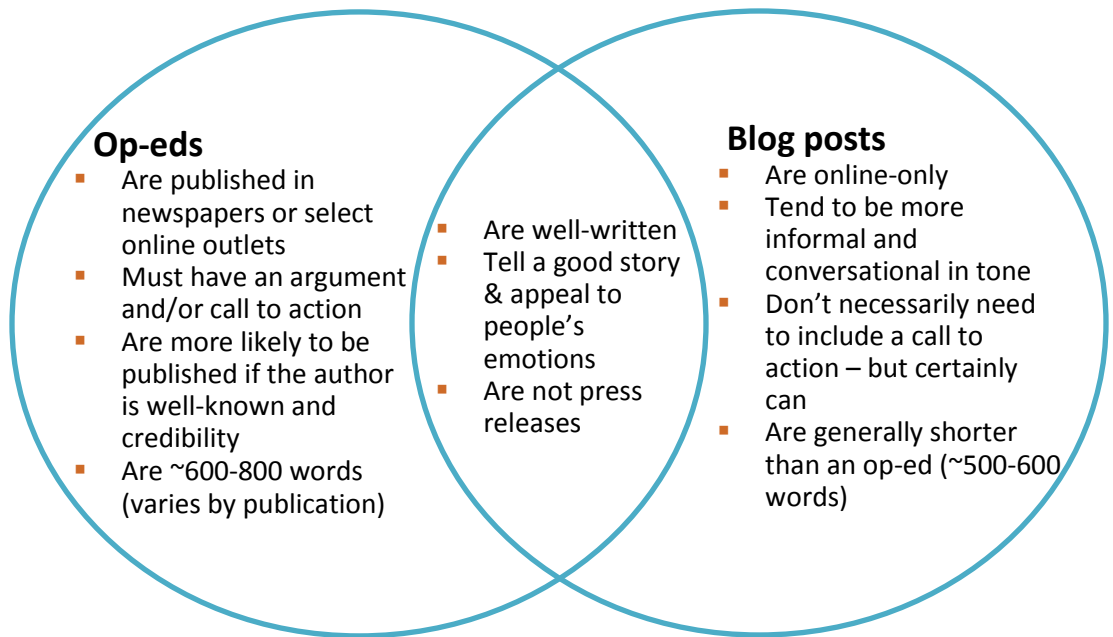 Op-eds
▪ Are published in
newspapers or select
online outlets
▪ Must have an argument
and/or call to action
▪ Are more likely to be
published if the author
is well-known and
credibility
▪ Are ~600-800 words
(varies by publication)
▪ Are well-written
▪ Tell a good story
& appeal to
people’s
emotions
▪ Are not press
releases
Blog posts
▪ Are online-only
▪ Tend to be more
informal and
conversational in tone
▪ Don’t necessarily need
to include a call to
action – but certainly
can
▪ Are generally shorter
than an op-ed (~500-600
words)